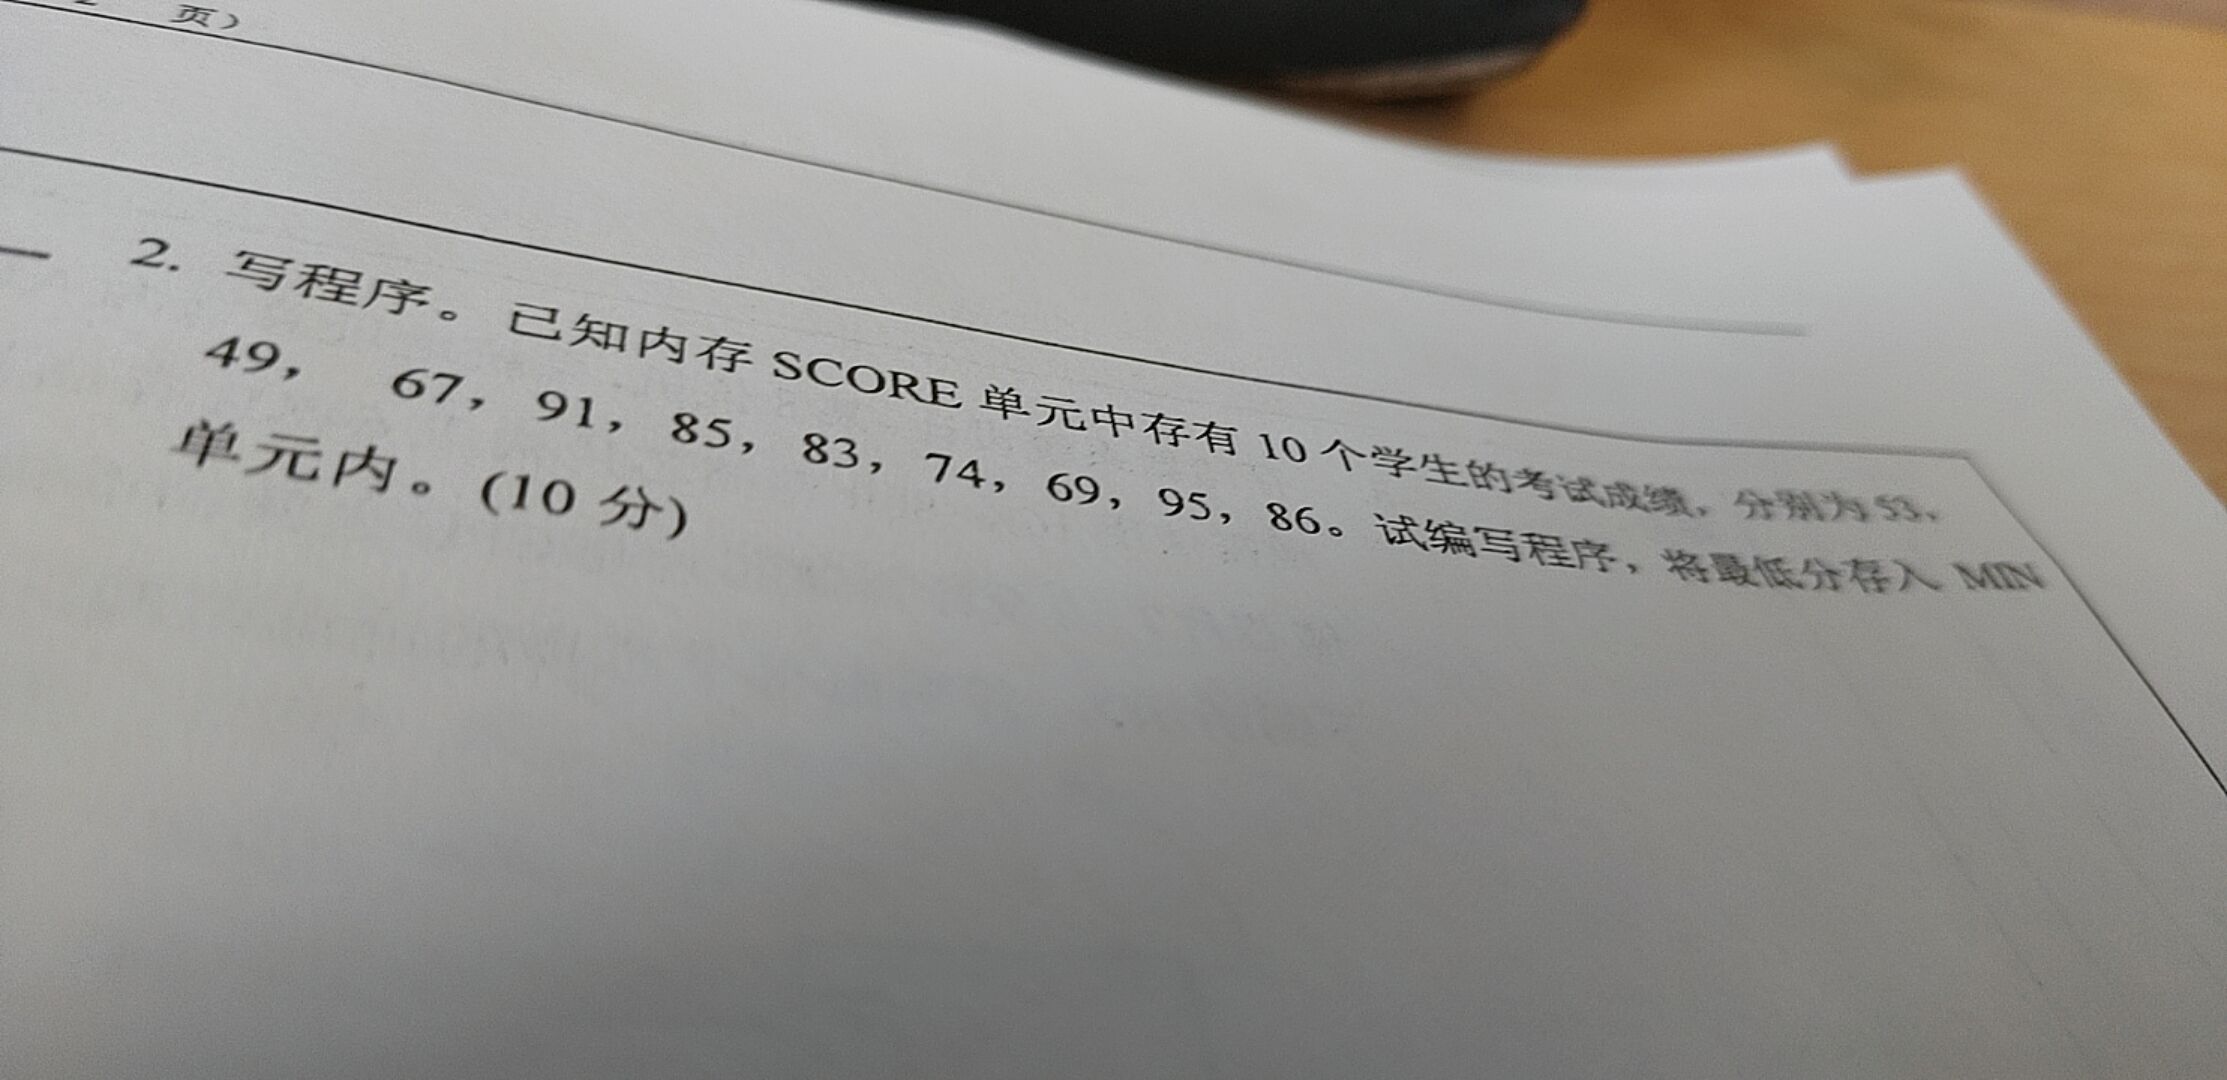 页）
2. 写程序。已知内存 SCORE 单元中存有 10 个学生的考试成绩，分别为 53，
49， 67，91，85，83，74，69，95，86。试编写程序，将最低分存入 MIN
单元内。(10 分)